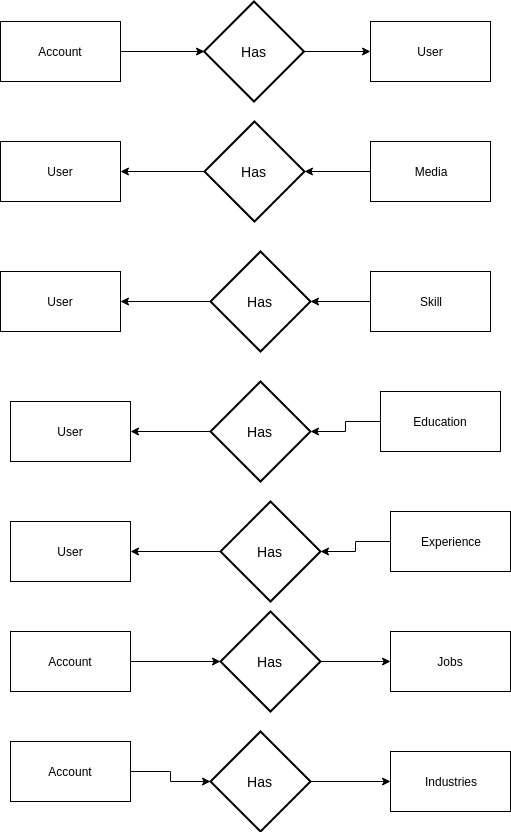 Account Has User
User Has Media
User Has Skill
User Has Education
User Has Experience
Account Has Jobs
Account Has Industries